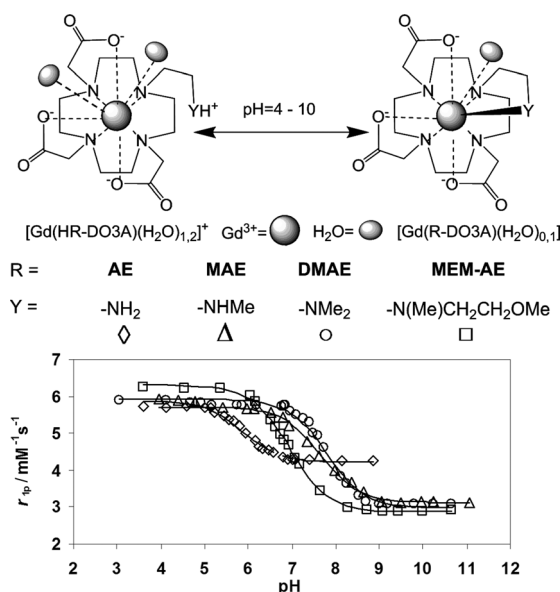 O O⁻ O
N N
YH⁺
N N
O⁻
O
⁻O
O
pH=4 - 10
O O⁻
N N
Y
N N
O⁻
O
⁻O
O
[Gd(HR-DO3A)(H₂O)₁,₂]⁺ Gd³⁺= H₂O= [Gd(R-DO3A)(H₂O)₀,₁]
R = AE MAE DMAE MEM-AE
Y = -NH₂ -NHMe -NMe₂ -N(Me)CH₂CH₂OMe
◊ Δ ○ □
7
6
5
4
3
2
1
r₁ₚ / mM⁻¹s⁻¹
2 3 4 5 6 7 8 9 10 11 12
pH